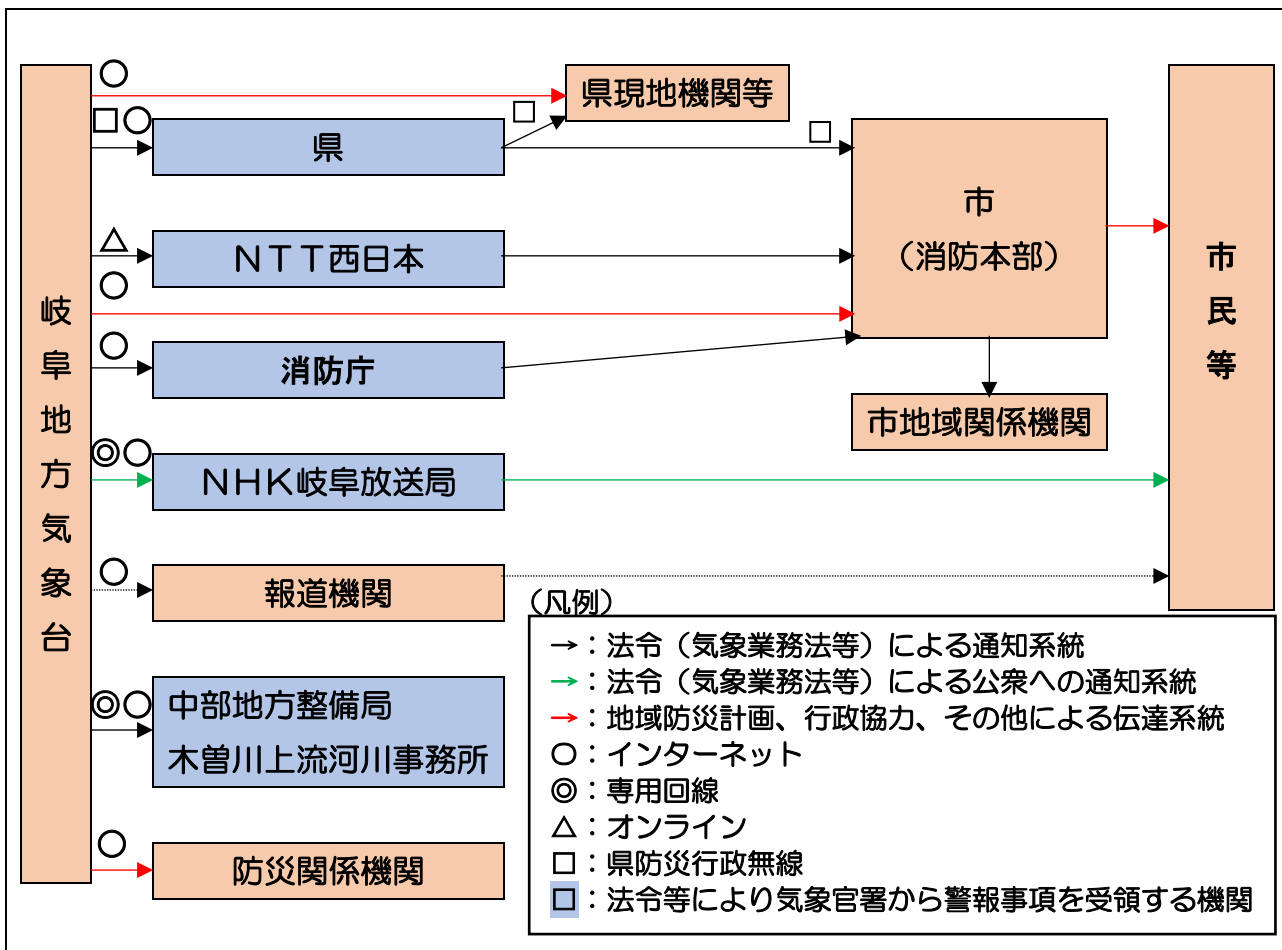 岐阜地方気象台
県現地機関等
県
市
（消防本部）
ＮＴＴ西日本
市民等
消防庁
市地域関係機関
ＮＨＫ岐阜放送局
報道機関
中部地方整備局
木曽川上流河川事務所
防災関係機関
（凡例）
→：法令（気象業務法等）による通知系統
→：法令（気象業務法等）による公衆への通知系統
→：地域防災計画、行政協力、その他による伝達系統
○：インターネット
◎：専用回線
△：オンライン
□：県防災行政無線
□：法令等により気象官署から警報事項を受領する機関